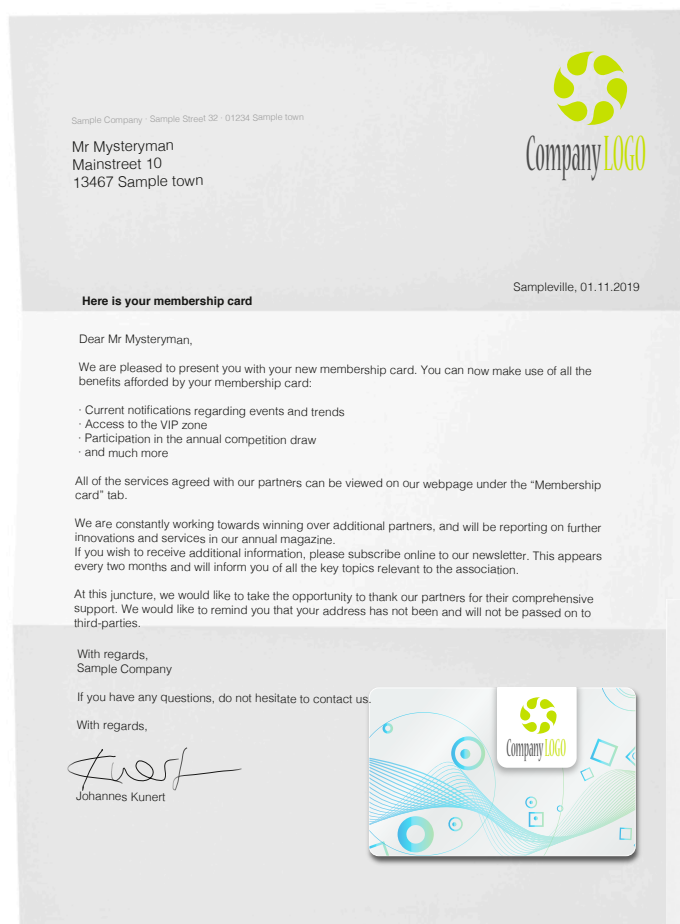 Company LOGO
Sample Company · Sample Street 32 · 01234 Sample town
Mr Mysteryman
Mainstreet 10
13467 Sample town
Sampleville, 01.11.2019
Here is your membership card
Dear Mr Mysteryman,
We are pleased to present you with your new membership card. You can now make use of all the
benefits afforded by your membership card:
· Current notifications regarding events and trends
· Access to the VIP zone
· Participation in the annual competition draw
· and much more
All of the services agreed with our partners can be viewed on our webpage under the “Membership
card” tab.
We are constantly working towards winning over additional partners, and will be reporting on further
innovations and services in our annual magazine.
If you wish to receive additional information, please subscribe online to our newsletter. This appears
every two months and will inform you of all the key topics relevant to the association.
At this juncture, we would like to take the opportunity to thank our partners for their comprehensive
support. We would like to remind you that your address has not been and will not be passed on to
third-parties.
With regards,
Sample Company
If you have any questions, do not hesitate to contact us.
With regards,
Kunert
Johannes Kunert
Company LOGO